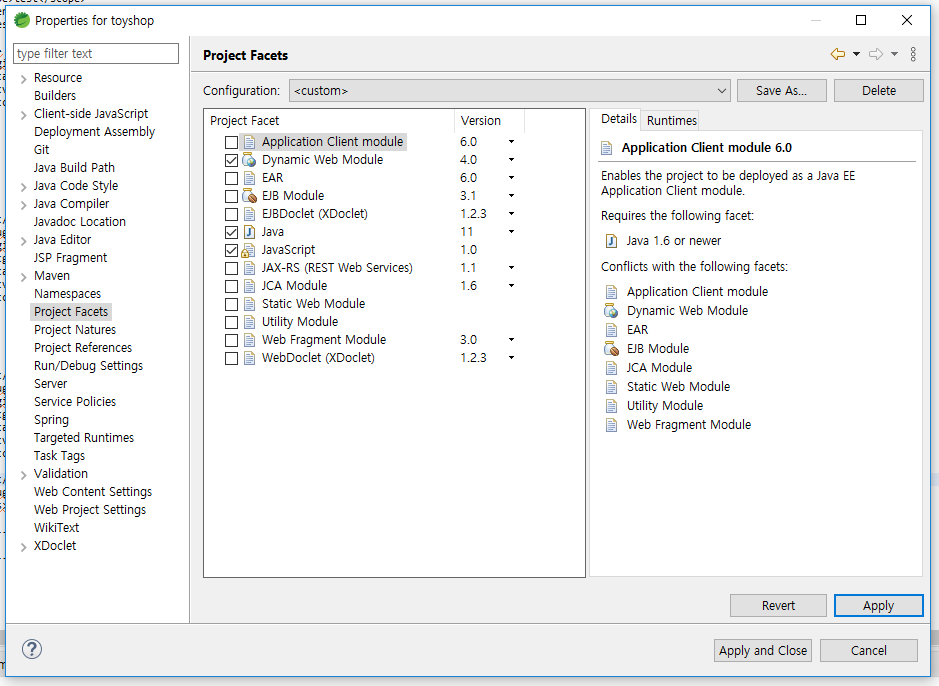 Properties for toyshop
type filter text
Resource
Builders
Client-side JavaScript
Deployment Assembly
Git
Java Build Path
Java Code Style
Java Compiler
Javadoc Location
Java Editor
JSP Fragment
Maven
Namespaces
Project Facets
Project Natures
Project References
Run/Debug Settings
Server
Service Policies
Spring
Targeted Runtimes
Task Tags
Validation
Web Content Settings
Web Project Settings
WikiText
XDoclet
Project Facets
Configuration: <custom> Save As... Delete
Project Facet Version
Application Client module 6.0
Dynamic Web Module 4.0
EAR 6.0
EJB Module 3.1
EJBDoclet (XDoclet) 1.2.3
Java 11
JavaScript 1.0
JAX-RS (REST Web Services) 1.1
JCA Module 1.6
Static Web Module
Utility Module
Web Fragment Module 3.0
WebDoclet (XDoclet) 1.2.3
Details Runtimes
Application Client module 6.0
Enables the project to be deployed as a Java EE
Application Client module.
Requires the following facet:
Java 1.6 or newer
Conflicts with the following facets:
Application Client module
Dynamic Web Module
EAR
EJB Module
JCA Module
Static Web Module
Utility Module
Web Fragment Module
Revert Apply
Apply and Close Cancel